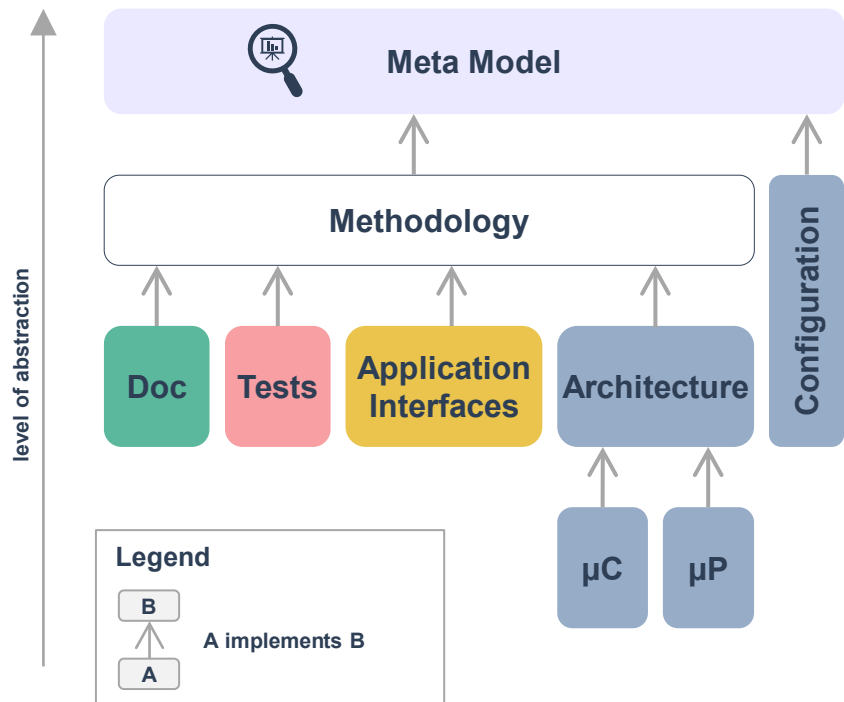 Meta Model
Methodology
Configuration
level of abstraction
Doc
Tests
Application
Interfaces
Architecture
µC
µP
Legend
B
A implements B
A